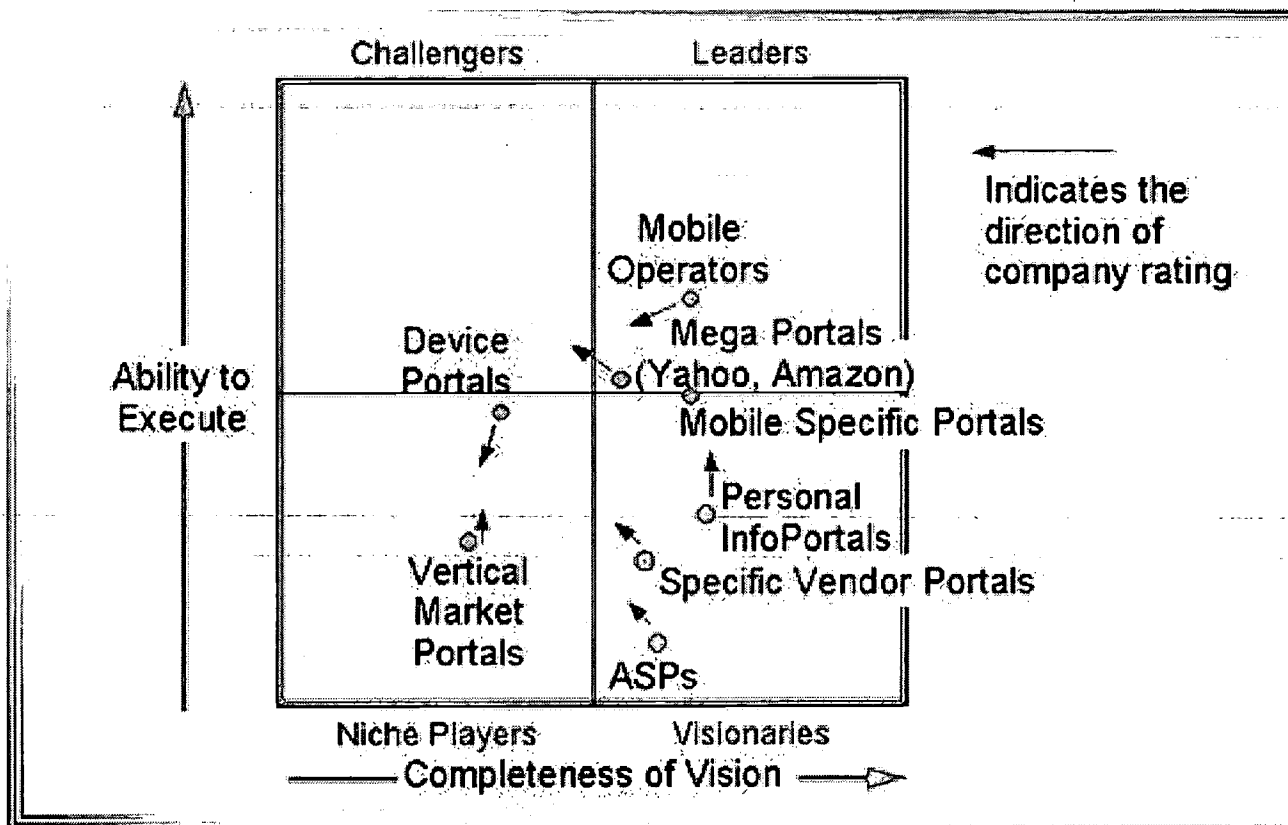 Challengers
Leaders
Indicates the
direction of
company rating
Mobile
Operators
Mega Portals
(Yahoo, Amazon)
Device
Portals
Ability to
Execute
Mobile Specific Portals
Personal
InfoPortals
Specific Vendor Portals
Vertical
Market
Portals
ASPs
Niche Players
Visionaries
Completeness of Vision